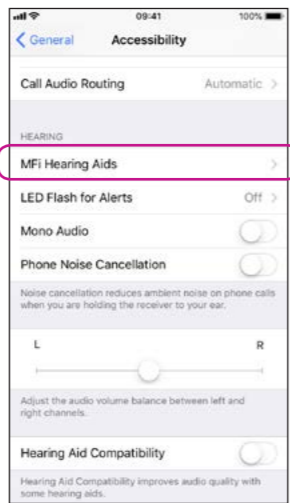 09:41 100%
General Accessibility
Call Audio Routing Automatic
HEARING
MFi Hearing Aids
LED Flash for Alerts Off
Mono Audio
Phone Noise Cancellation
Noise cancellation reduces ambient noise on phone calls
when you are holding the receiver to your ear.
L R
Adjust the audio volume balance between left and
right channels.
Hearing Aid Compatibility
Hearing Aid Compatibility improves audio quality with
some hearing aids.